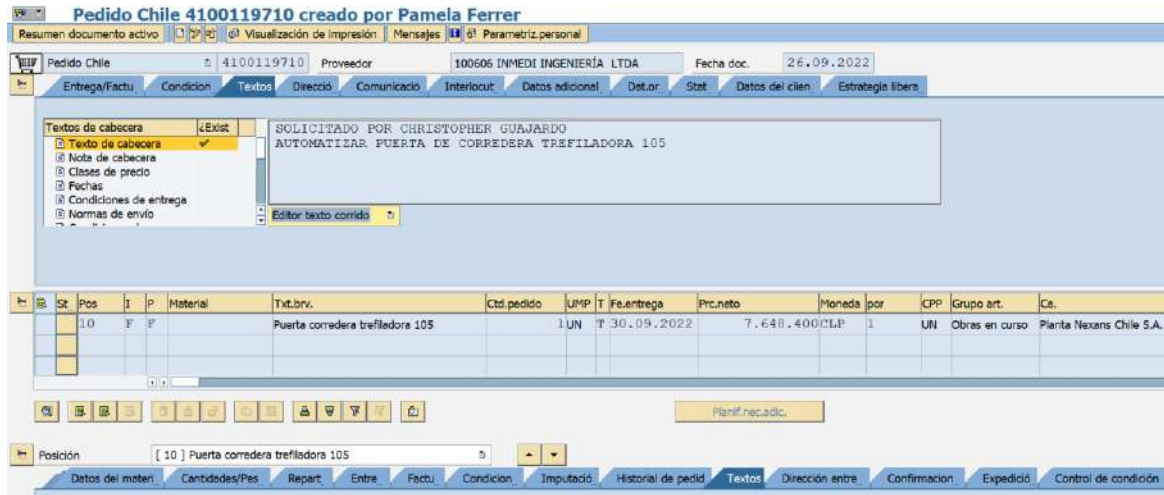 Pedido Chile 4100119710 creado por Pamela Ferrer
Resumen documento activo Visualización de impresión Mensajes Parametriz.personal
Pedido Chile 4100119710 Proveedor 100606 INMEDI INGENIERÍA LTDA Fecha doc. 26.09.2022
Entrega/Factu Condicion Textos Direcció Comunicació Interlocut Datos adicional Dat.or Stat Datos del clien Estrategia libera
Textos de cabecera ¿Exist
Texto de cabecera
Nota de cabecera
Clases de precio
Fechas
Condiciones de entrega
Normas de envío
SOLICITADO POR CHRISTOPHER GUAJARDO
AUTOMATIZAR PUERTA DE CORREDERA TREFILADORA 105
Editor texto corrido
St Pos I P Material Txt.brv. Ctd.pedido UMP T Fe.entrega Prc.neto Moneda por CPP Grupo art. Ce.
10 F F Puerta corredera trefiladora 105 1 UN T 30.09.2022 7.648.400 CLP 1 UN Obras en curso Planta Nexans Chile S.A.
Planif.nec.adic.
Posición [ 10 ] Puerta corredera trefiladora 105
Datos del materi Cantidades/Pes Repart Entre Factu Condicion Imputació Historial de pedid Textos Dirección entre Confirmacion Expedició Control de condición